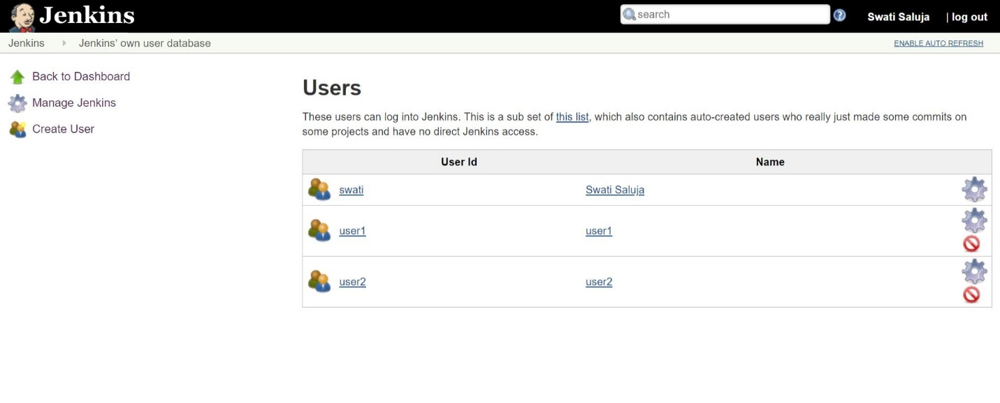 Jenkins
search
?
Swati Saluja | log out
Jenkins Jenkins' own user database
ENABLE AUTO REFRESH
Back to Dashboard
Manage Jenkins
Create User
Users
These users can log into Jenkins. This is a sub set of this list, which also contains auto-created users who really just made some commits on
some projects and have no direct Jenkins access.
User Id Name
swati Swati Saluja
user1 user1
user2 user2